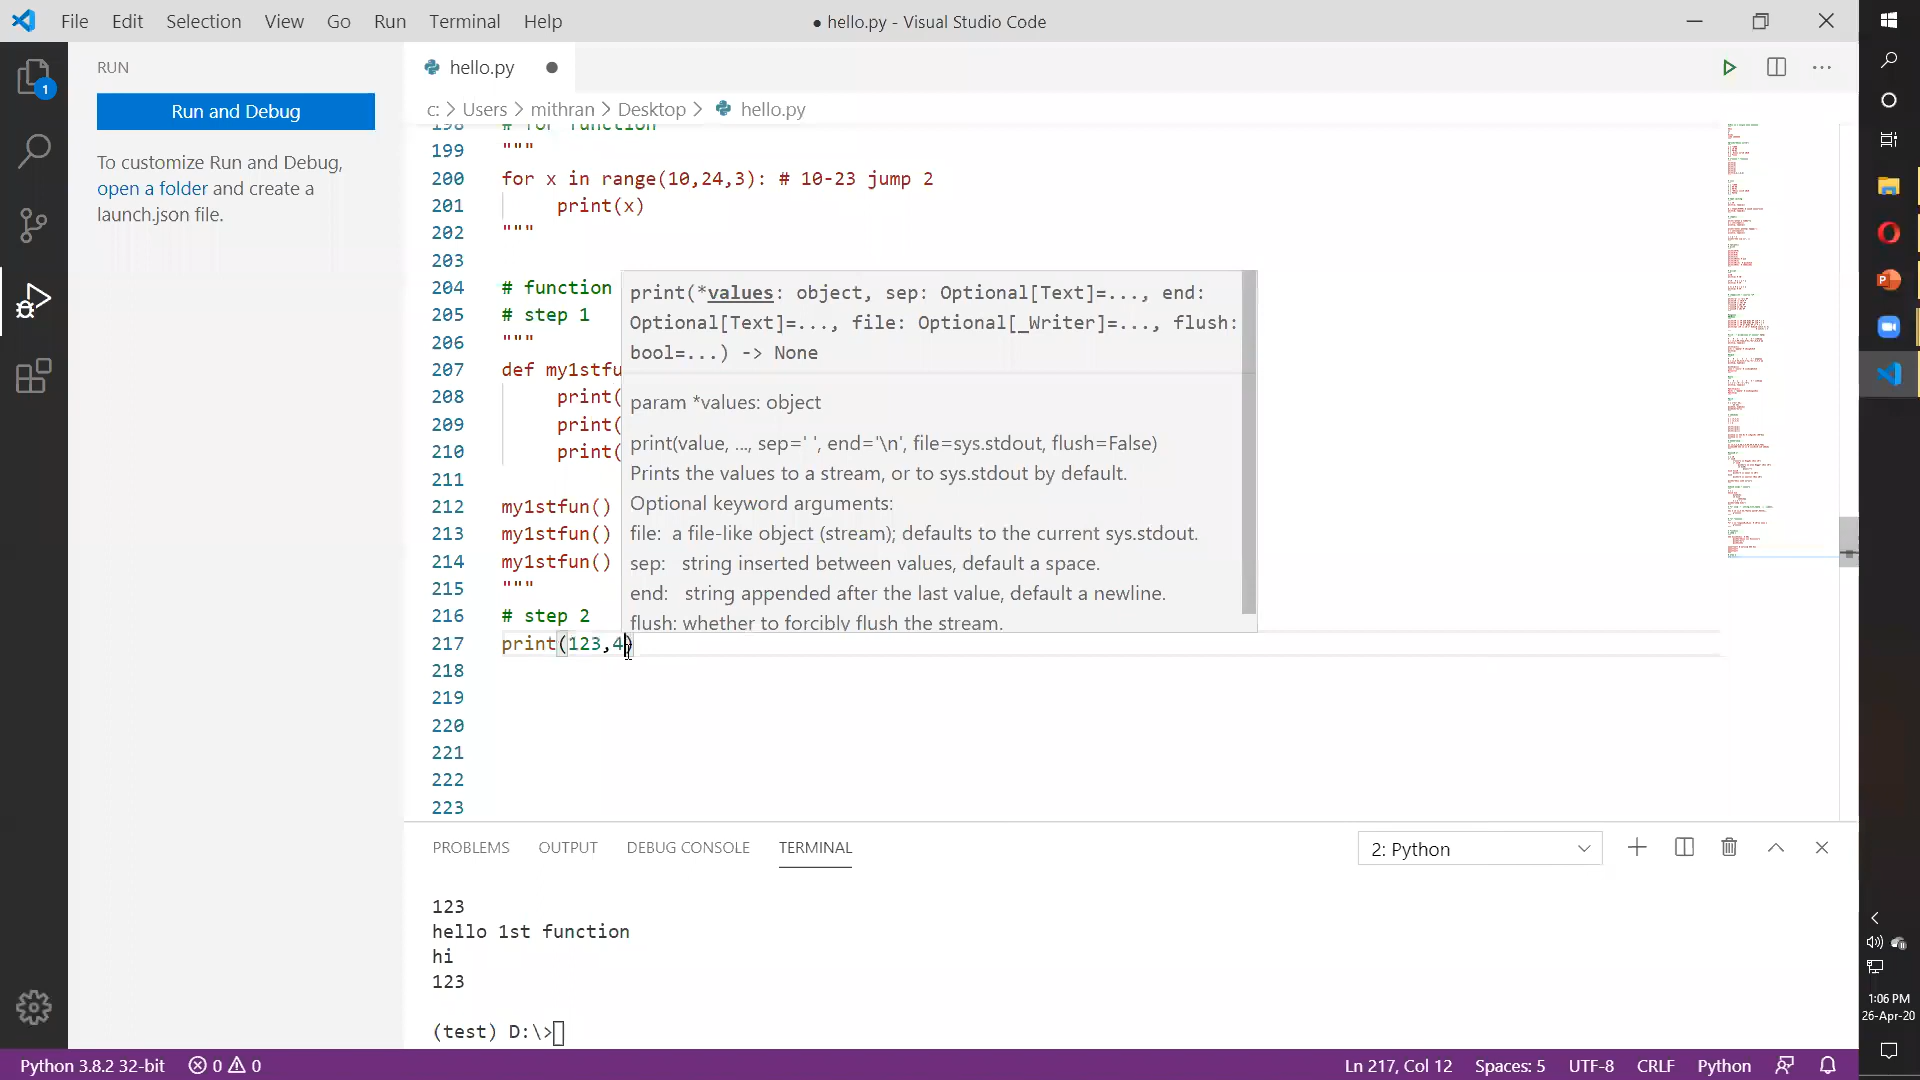 File Edit Selection View Go Run Terminal Help
● hello.py - Visual Studio Code
RUN
Run and Debug
To customize Run and Debug,
open a folder and create a
launch.json file.
1
hello.py
c: > Users > mithran > Desktop > hello.py
198 # for function
199 """
200 for x in range(10,24,3): # 10-23 jump 2
201 print(x)
202 """
203
204 # function
205 # step 1
206 """
207 def my1stfu
208 print(
209 print(
210 print(
211
212 my1stfun()
213 my1stfun()
214 my1stfun()
215 """
216 # step 2
217 print(123,4)
218
219
220
221
222
223
print(*values: object, sep: Optional[Text]=..., end:
Optional[Text]=..., file: Optional[_Writer]=..., flush:
bool=...) -> None
param *values: object
print(value, ..., sep=' ', end='\n', file=sys.stdout, flush=False)
Prints the values to a stream, or to sys.stdout by default.
Optional keyword arguments:
file: a file-like object (stream); defaults to the current sys.stdout.
sep: string inserted between values, default a space.
end: string appended after the last value, default a newline.
flush: whether to forcibly flush the stream.
PROBLEMS OUTPUT DEBUG CONSOLE TERMINAL
2: Python
123
hello 1st function
hi
123
(test) D:\>
Python 3.8.2 32-bit 0 0
Ln 217, Col 12 Spaces: 5 UTF-8 CRLF Python
1:06 PM
26-Apr-20